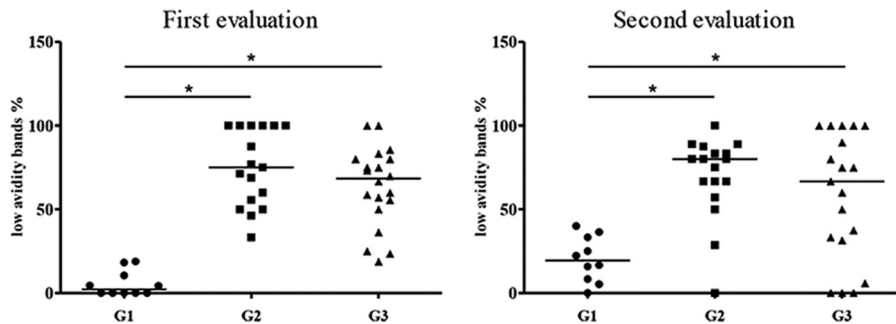 First evaluation
low avidity bands %
150
100
50
0
*
*
G1 G2 G3
Second evaluation
low avidity bands %
150
100
50
0
*
*
G1 G2 G3